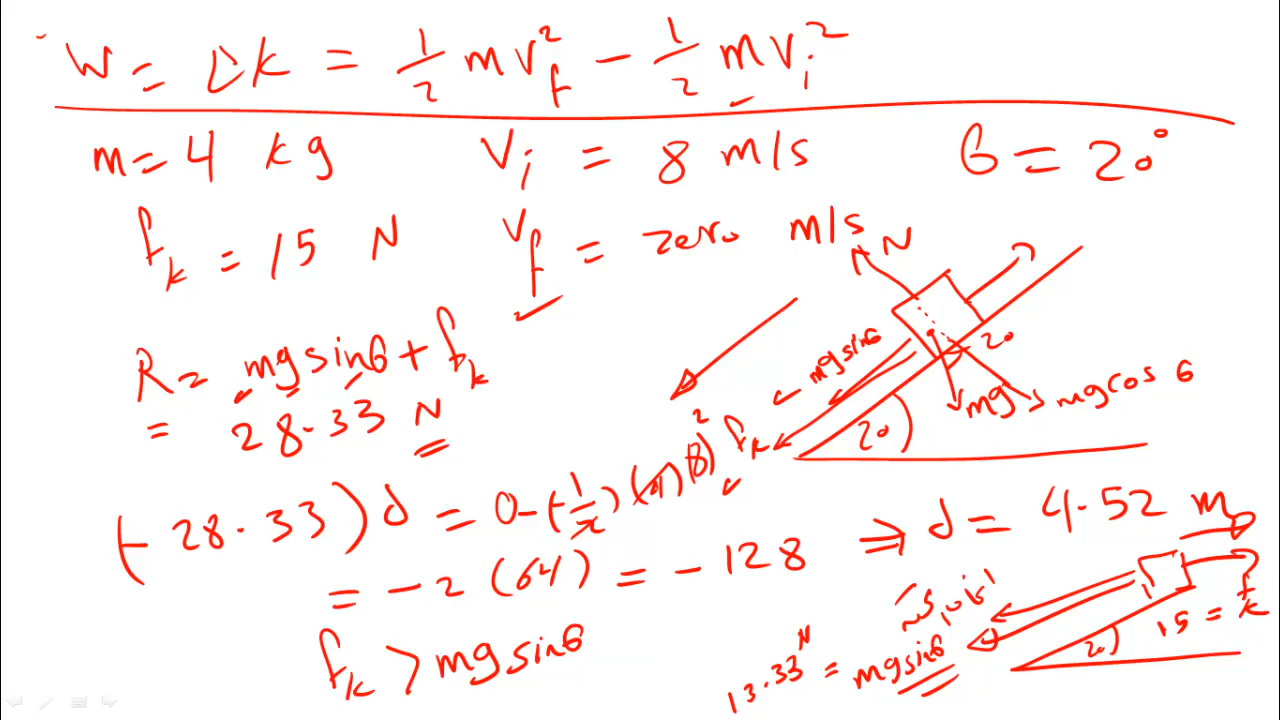 W = Δk = 1/2 m v_f² − 1/2 m v_i²
m = 4 kg v_i = 8 m/s θ = 20°
f_k = 15 N v_f = zero m/s
N
R = mg sinθ + f_k
= 28.33 N
mg sinθ
20
mg
mg cos θ
f_k
20
(−28.33) d = 0 − (1/2)(4)(8)² ⇒ d = 4.52 m
= −2 (64) = −128
f_k > mg sinθ
13.33 N = mg sinθ
20
15 = f_k